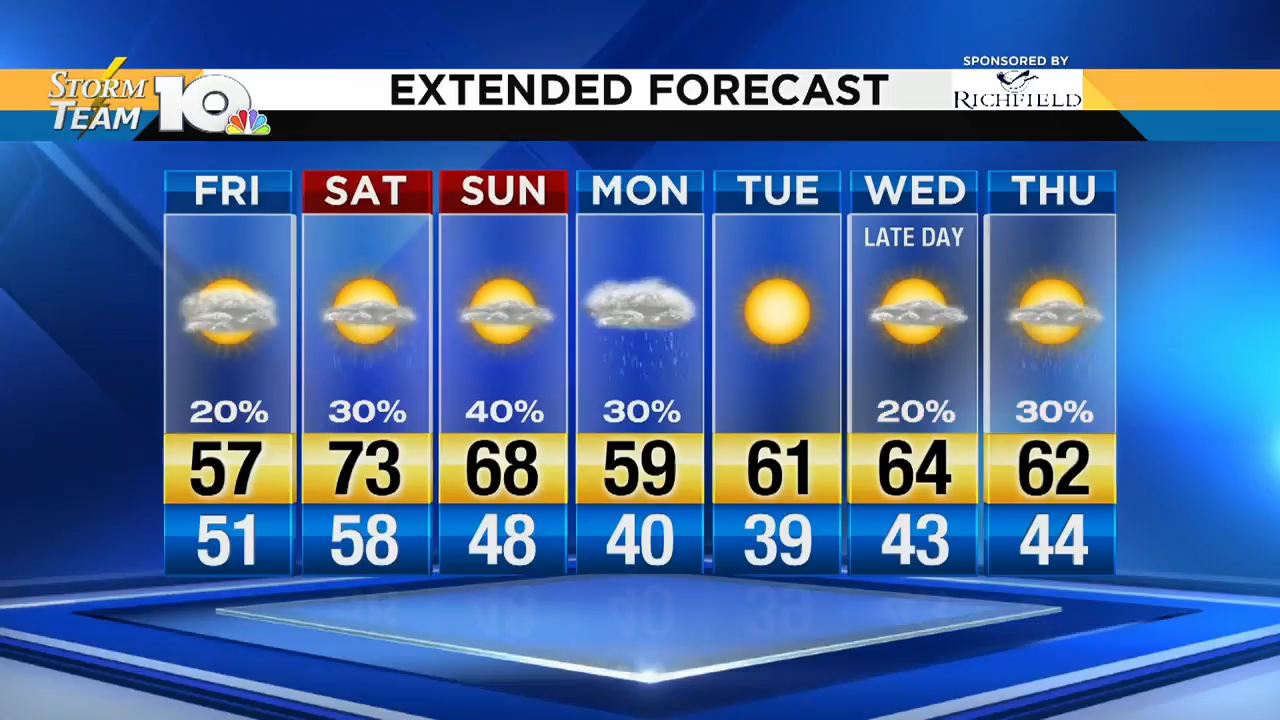 SPONSORED BY
STORM
TEAM 10
EXTENDED FORECAST
RICHFIELD
FRI SAT SUN MON TUE WED THU
LATE DAY
20% 30% 40% 30% 20% 30%
57 73 68 59 61 64 62
51 58 48 40 39 43 44